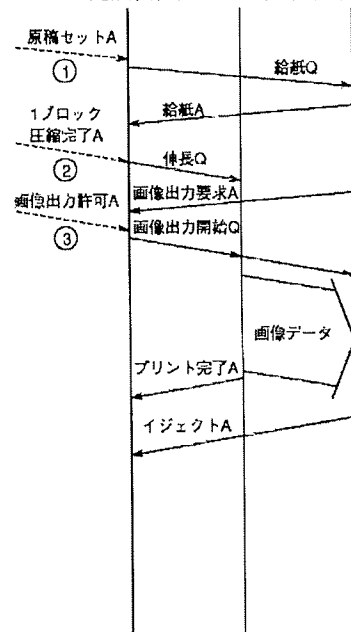 原稿セットA
①
給紙Q
給紙A
1ブロック
圧縮完了A
②
伸長Q
画像出力要求A
画像出力許可A
③
画像出力開始Q
画像データ
プリント完了A
イジェクトA